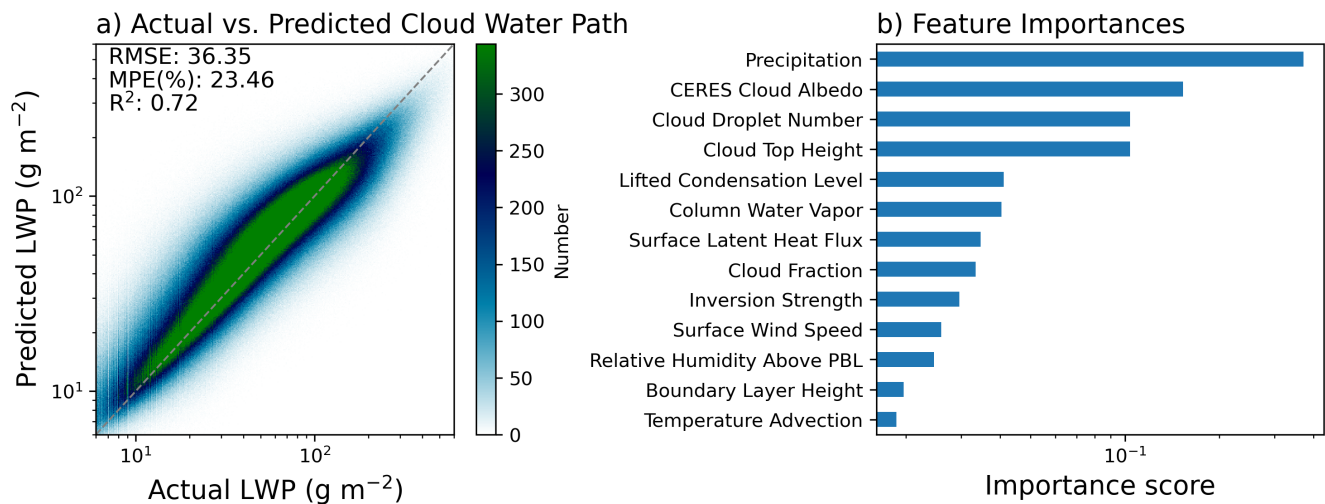 a) Actual vs. Predicted Cloud Water Path
RMSE: 36.35
MPE(%): 23.46
R²: 0.72
Predicted LWP (g m⁻²)
10²
10¹
10¹
10²
Actual LWP (g m⁻²)
300
250
200
150
100
50
0
Number
b) Feature Importances
Precipitation
CERES Cloud Albedo
Cloud Droplet Number
Cloud Top Height
Lifted Condensation Level
Column Water Vapor
Surface Latent Heat Flux
Cloud Fraction
Inversion Strength
Surface Wind Speed
Relative Humidity Above PBL
Boundary Layer Height
Temperature Advection
10⁻¹
Importance score